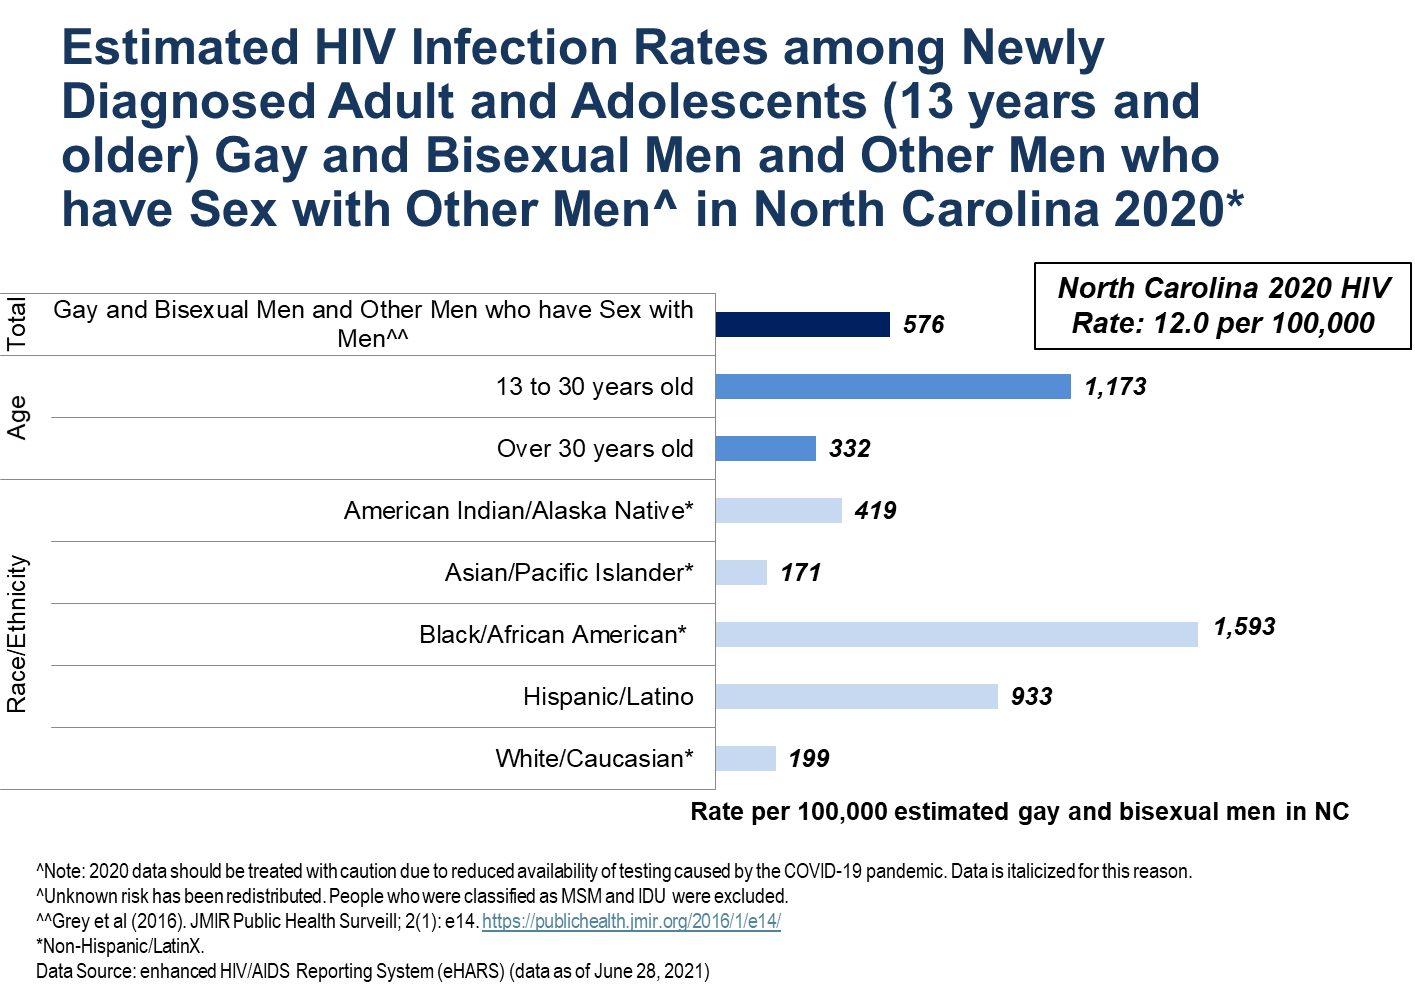 Estimated HIV Infection Rates among Newly
Diagnosed Adult and Adolescents (13 years and
older) Gay and Bisexual Men and Other Men who
have Sex with Other Men^ in North Carolina 2020*
North Carolina 2020 HIV
Rate: 12.0 per 100,000
Total
Gay and Bisexual Men and Other Men who have Sex with
Men^^
576
Age
13 to 30 years old
1,173
Over 30 years old
332
Race/Ethnicity
American Indian/Alaska Native*
419
Asian/Pacific Islander*
171
Black/African American*
1,593
Hispanic/Latino
933
White/Caucasian*
199
Rate per 100,000 estimated gay and bisexual men in NC
^Note: 2020 data should be treated with caution due to reduced availability of testing caused by the COVID-19 pandemic. Data is italicized for this reason.
^Unknown risk has been redistributed. People who were classified as MSM and IDU were excluded.
^^Grey et al (2016). JMIR Public Health Surveill; 2(1): e14. https://publichealth.jmir.org/2016/1/e14/
*Non-Hispanic/LatinX.
Data Source: enhanced HIV/AIDS Reporting System (eHARS) (data as of June 28, 2021)